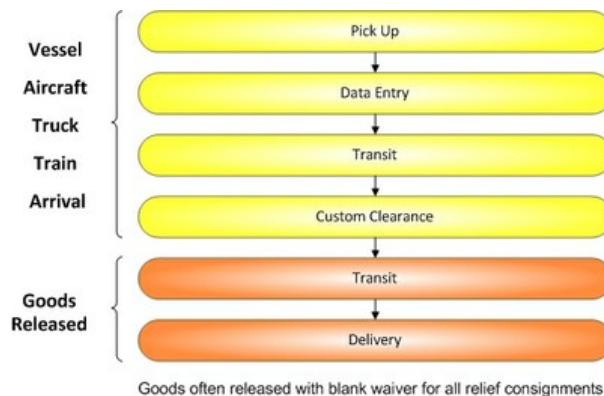 Vessel
Aircraft
Truck
Train
Arrival
Pick Up
Data Entry
Transit
Custom Clearance
Goods
Released
Transit
Delivery
Goods often released with blank waiver for all relief consignments